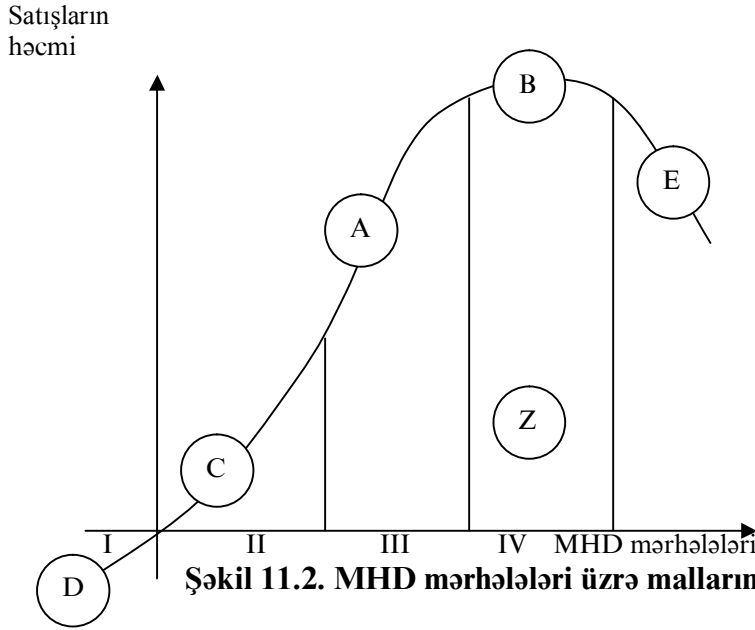 Satışların
həcmi
B
E
A
Z
C
I II III IV MHD mərhələləri
D
Şəkil 11.2. MHD mərhələləri üzrə malların